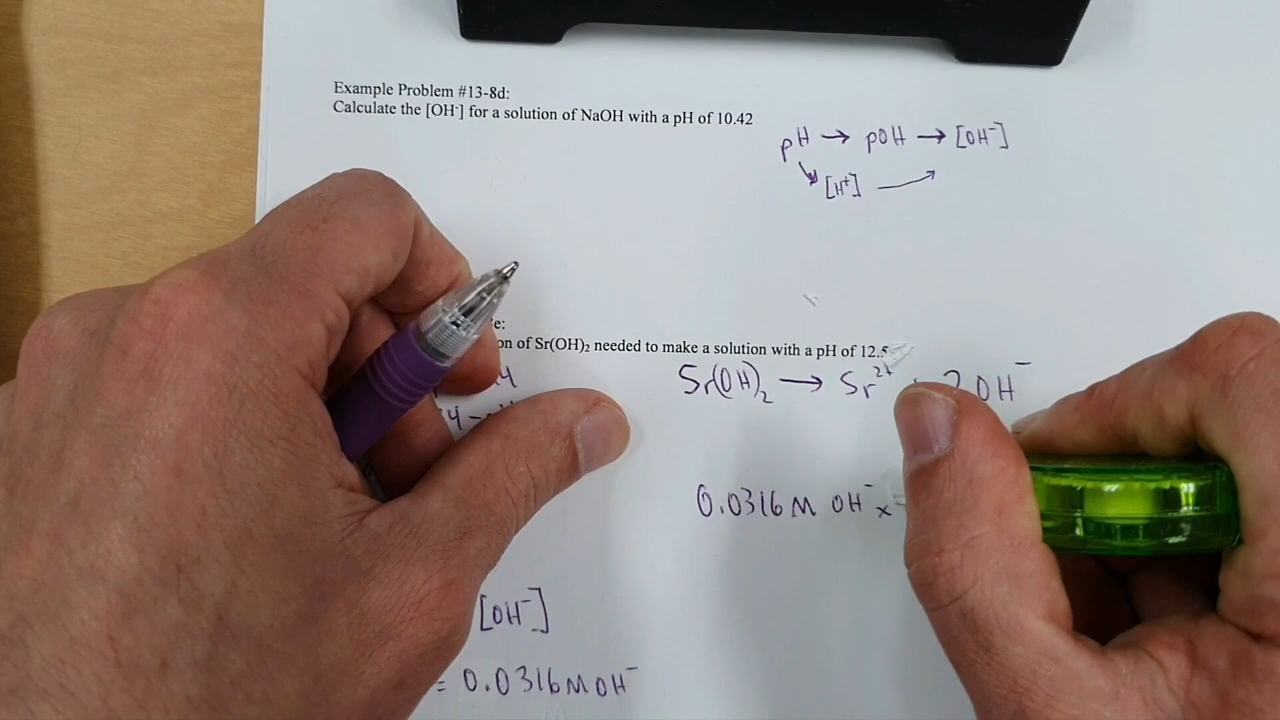 Example Problem #13-8d:
Calculate the [OH⁻] for a solution of NaOH with a pH of 10.42
pH → pOH → [OH⁻]
[H⁺]
e:
on of Sr(OH)₂ needed to make a solution with a pH of 12.5
Sr(OH)₂ → Sr²⁺ + 2OH⁻
0.0316 M OH⁻ x
[OH⁻]
= 0.0316 M OH⁻